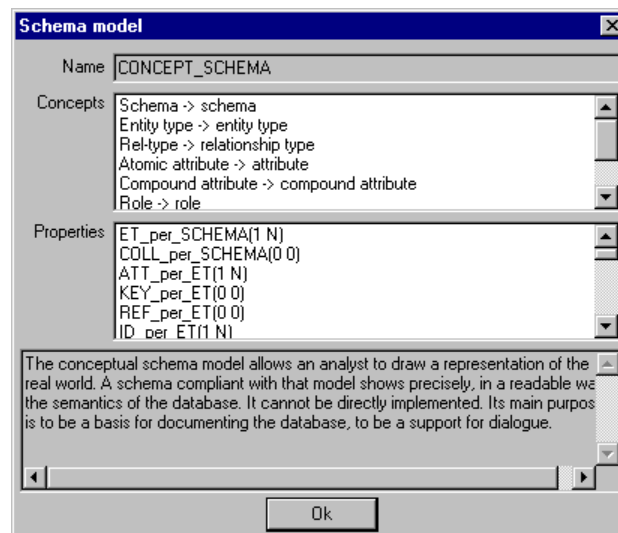 Schema model
Name CONCEPT_SCHEMA
Concepts Schema -> schema
Entity type -> entity type
Rel-type -> relationship type
Atomic attribute -> attribute
Compound attribute -> compound attribute
Role -> role
Properties ET_per_SCHEMA(1 N)
COLL_per_SCHEMA(0 0)
ATT_per_ET(1 N)
KEY_per_ET(0 0)
REF_per_ET(0 0)
ID_per_ET(1 N)
The conceptual schema model allows an analyst to draw a representation of the
real world. A schema compliant with that model shows precisely, in a readable wa
the semantics of the database. It cannot be directly implemented. Its main purpos
is to be a basis for documenting the database, to be a support for dialogue.
Ok